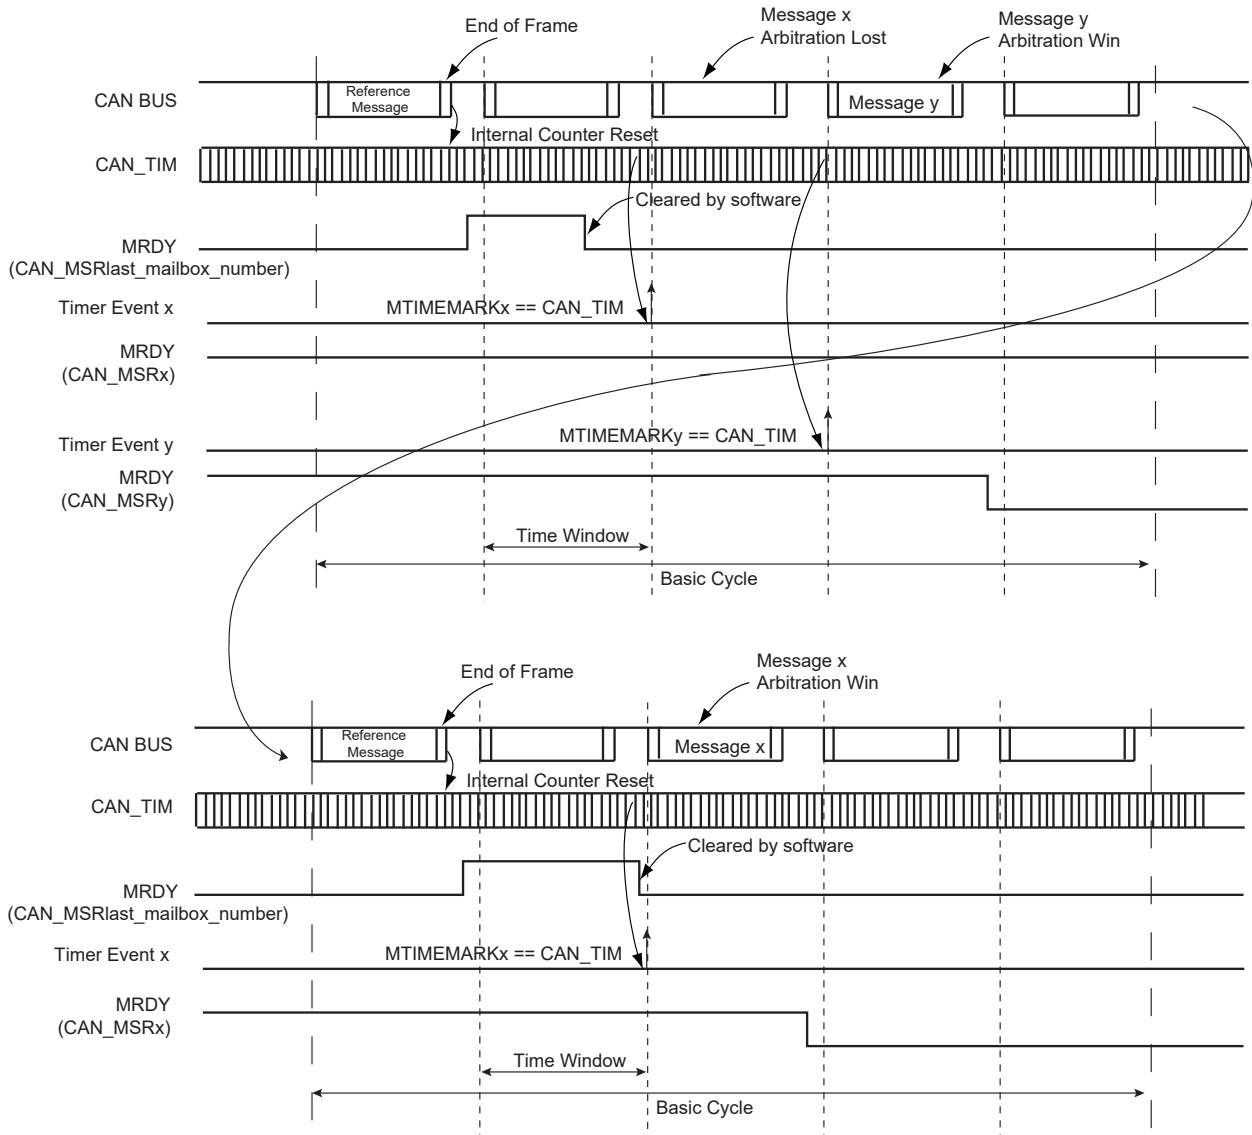 End of Frame
Message x
Arbitration Lost
Message y
Arbitration Win
CAN BUS
Reference
Message
Message y
Internal Counter Reset
CAN_TIM
Cleared by software
MRDY
(CAN_MSRlast_mailbox_number)
Timer Event x
MTIMEMARKx == CAN_TIM
MRDY
(CAN_MSRx)
Timer Event y
MTIMEMARKy == CAN_TIM
MRDY
(CAN_MSRy)
Time Window
Basic Cycle
End of Frame
Message x
Arbitration Win
CAN BUS
Reference
Message
Message x
Internal Counter Reset
CAN_TIM
Cleared by software
MRDY
(CAN_MSRlast_mailbox_number)
Timer Event x
MTIMEMARKx == CAN_TIM
MRDY
(CAN_MSRx)
Time Window
Basic Cycle